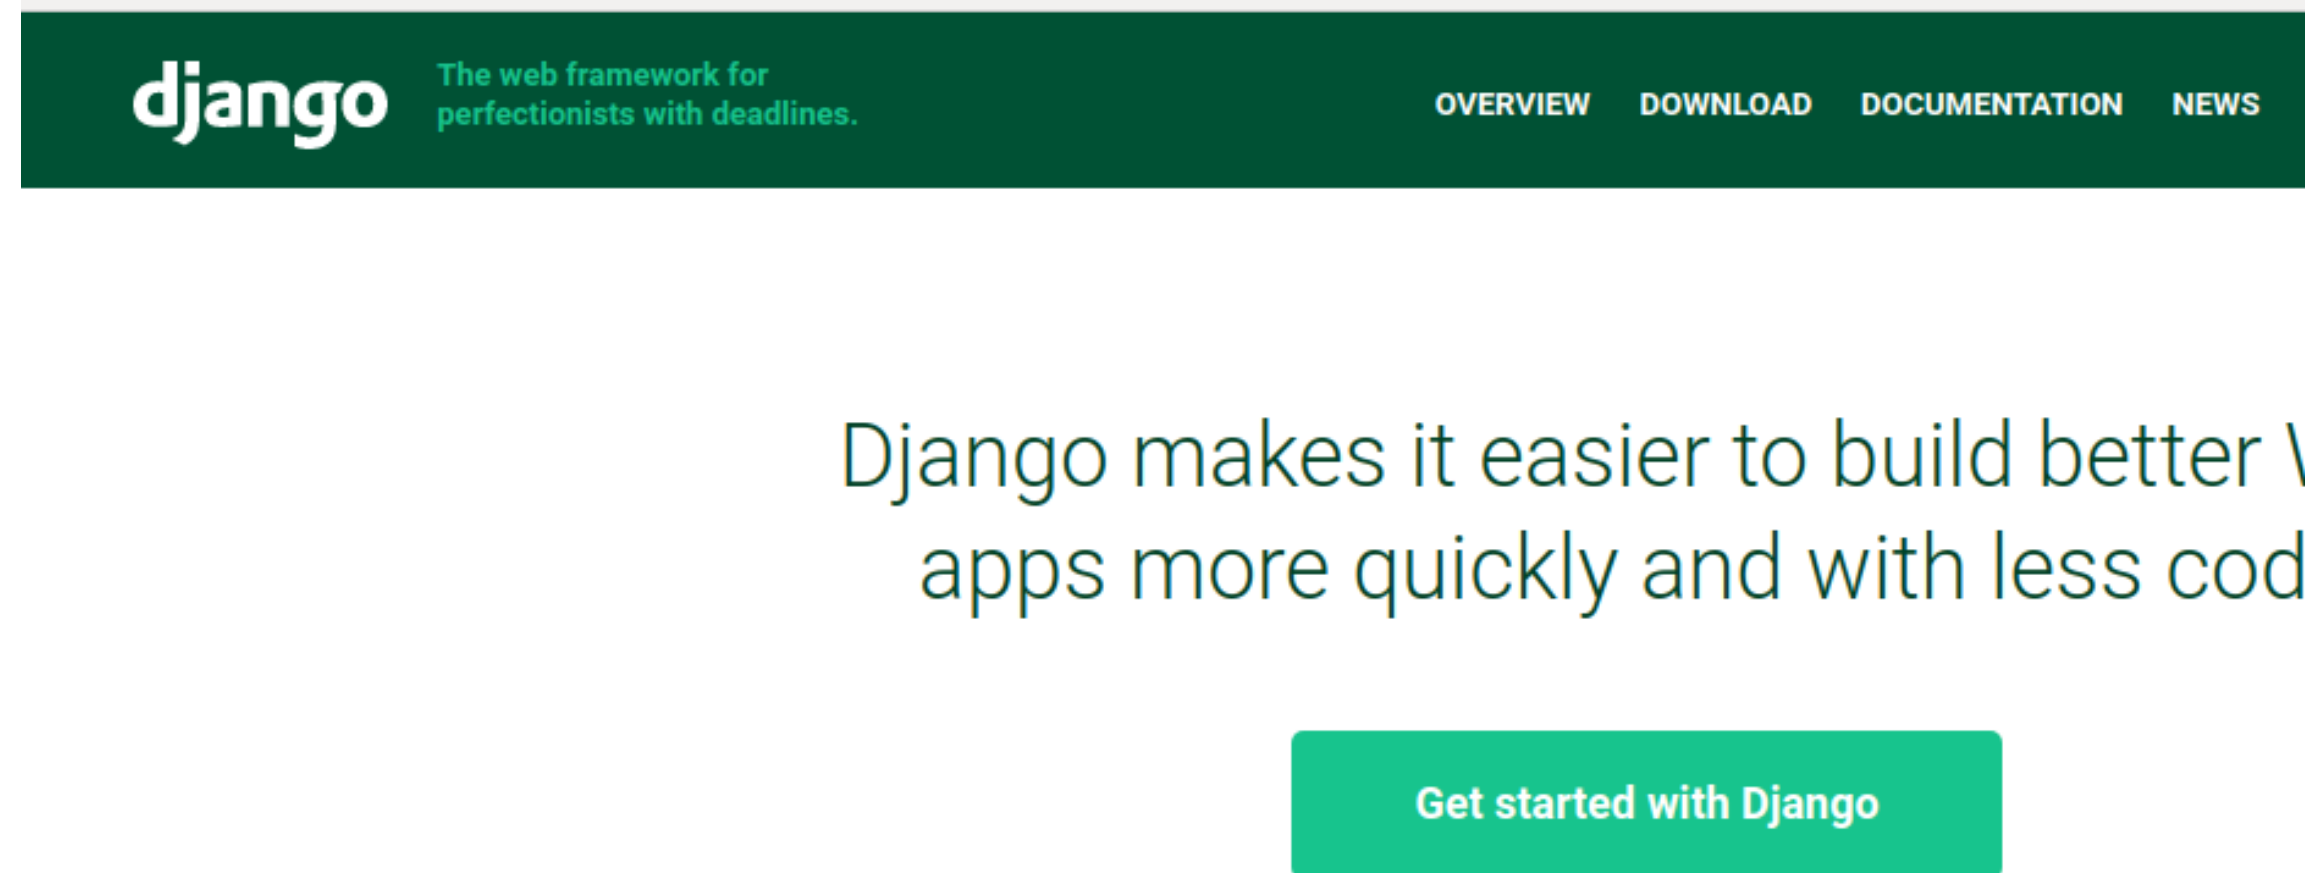 django
The web framework for
perfectionists with deadlines.
OVERVIEW DOWNLOAD DOCUMENTATION NEWS
Django makes it easier to build better
apps more quickly and with less cod
Get started with Django